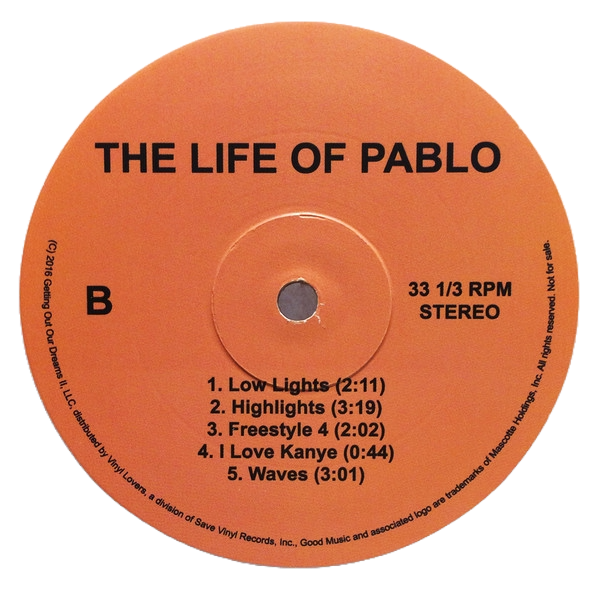 THE LIFE OF PABLO
B
33 1/3 RPM
STEREO
1. Low Lights (2:11)
2. Highlights (3:19)
3. Freestyle 4 (2:02)
4. I Love Kanye (0:44)
5. Waves (3:01)
(C) 2016 Getting Out Our Dreams II, LLC, distributed by Vinyl Lovers, a division of Save Vinyl Records, Inc., Good Music and associated logo are trademarks of Mascotte Holdings, Inc. All rights reserved. Not for sale.